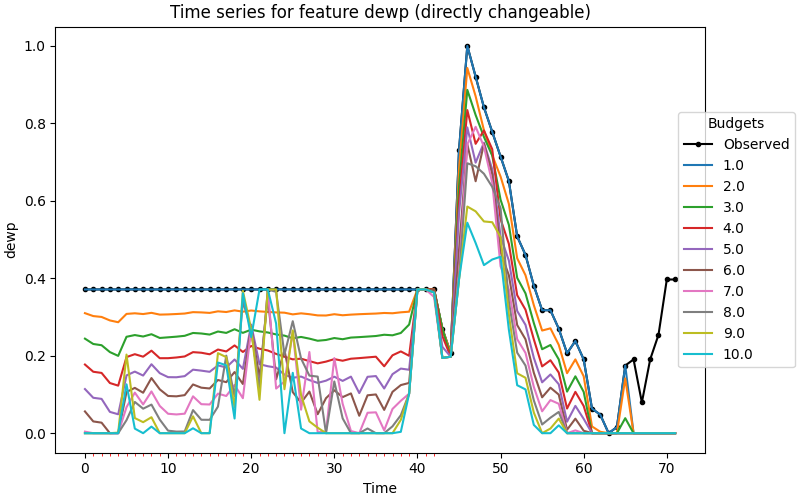 Time series for feature dewp (directly changeable)
dewp
1.0
0.8
0.6
0.4
0.2
0.0
0 10 20 30 40 50 60 70
Time
Budgets
Observed
1.0
2.0
3.0
4.0
5.0
6.0
7.0
8.0
9.0
10.0